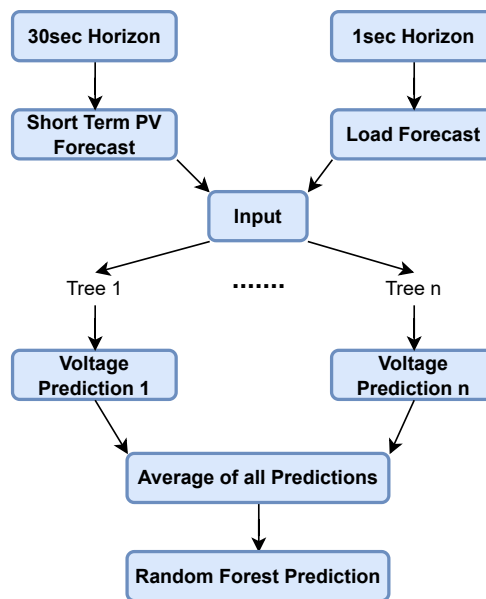 30sec Horizon
1sec Horizon
Short Term PV
Forecast
Load Forecast
Input
Tree 1
.......
Tree n
Voltage
Prediction 1
Voltage
Prediction n
Average of all Predictions
Random Forest Prediction